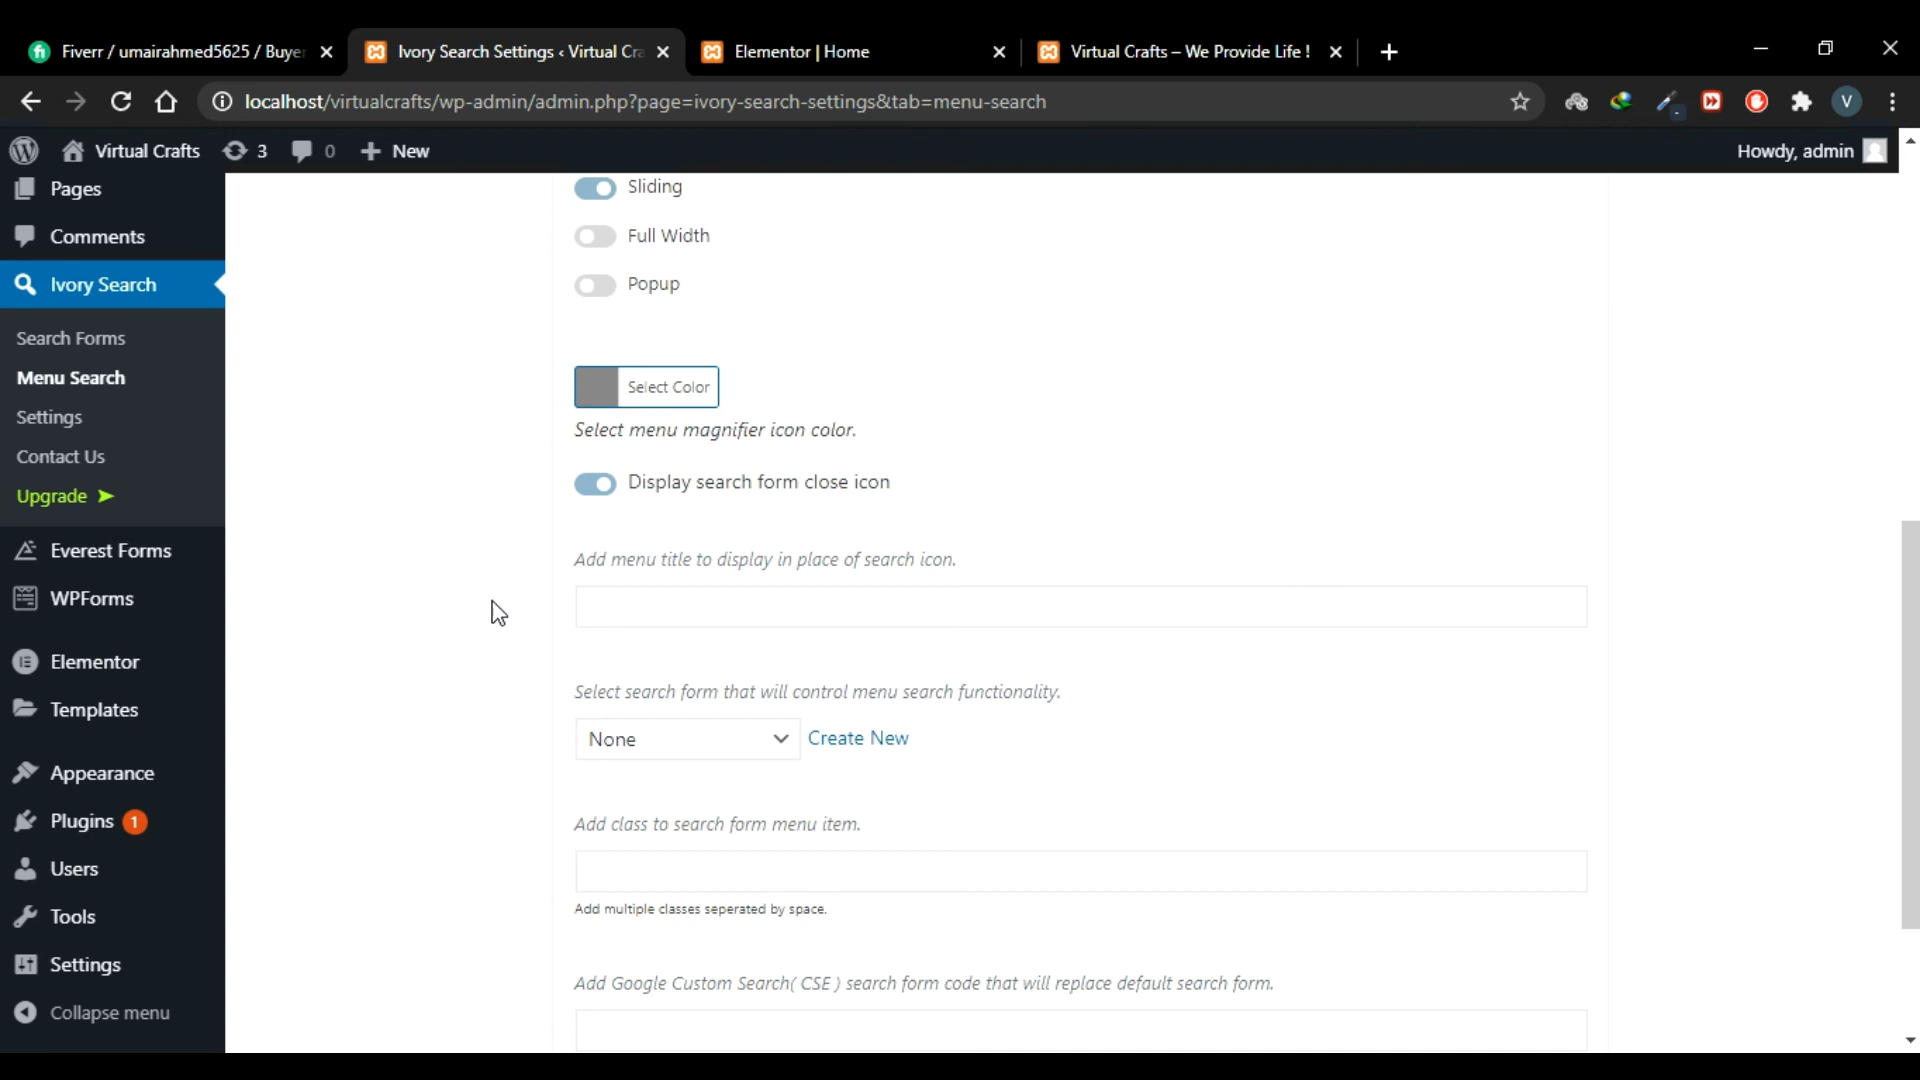 Fiverr / umairahmed5625 / Buye
Ivory Search Settings ‹ Virtual Cra
Elementor | Home
Virtual Crafts – We Provide Life !
localhost/virtualcrafts/wp-admin/admin.php?page=ivory-search-settings&tab=menu-search
V
Virtual Crafts
3
0
New
Howdy, admin
Pages
Comments
Ivory Search
Search Forms
Menu Search
Settings
Contact Us
Upgrade ➤
Everest Forms
WPForms
Elementor
Templates
Appearance
Plugins 1
Users
Tools
Settings
Collapse menu
Sliding
Full Width
Popup
Select Color
Select menu magnifier icon color.
Display search form close icon
Add menu title to display in place of search icon.
Select search form that will control menu search functionality.
None
Create New
Add class to search form menu item.
Add multiple classes seperated by space.
Add Google Custom Search( CSE ) search form code that will replace default search form.